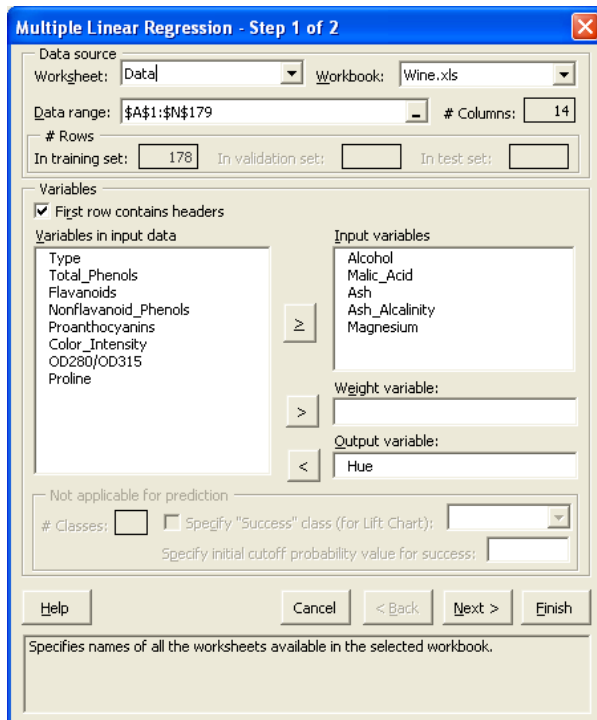 Multiple Linear Regression - Step 1 of 2
Data source
Worksheet: Data Workbook: Wine.xls
Data range: $A$1:$N$179 # Columns: 14
# Rows
In training set: 178 In validation set: In test set:
Variables
First row contains headers
Variables in input data
Type
Total_Phenols
Flavanoids
Nonflavanoid_Phenols
Proanthocyanins
Color_Intensity
OD280/OD315
Proline
≥
>
<
Input variables
Alcohol
Malic_Acid
Ash
Ash_Alcalinity
Magnesium
Weight variable:
Output variable:
Hue
Not applicable for prediction
# Classes: Specify "Success" class (for Lift Chart):
Specify initial cutoff probability value for success:
Help Cancel < Back Next > Finish
Specifies names of all the worksheets available in the selected workbook.